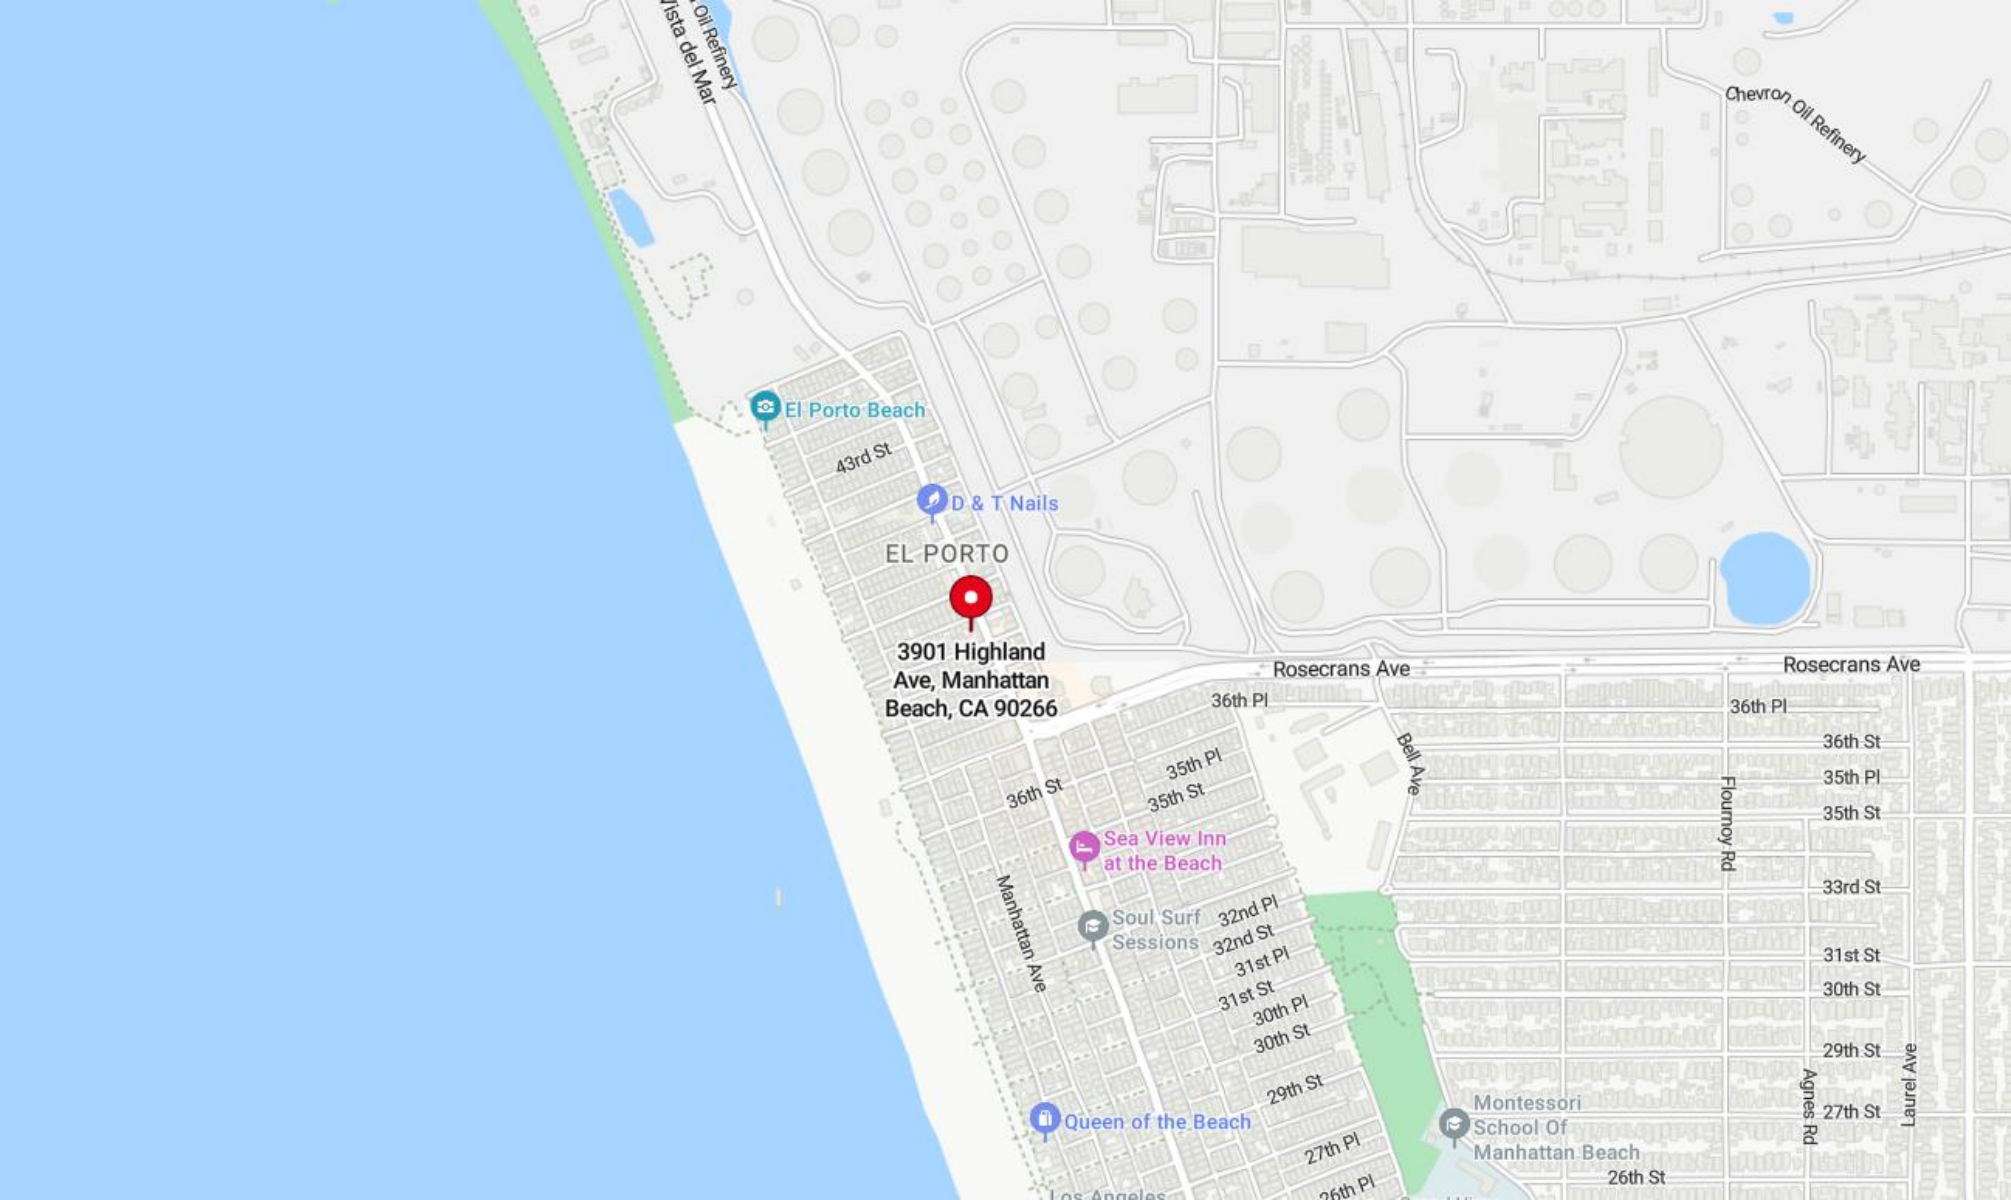 Oil Refinery
Vista del Mar
Chevron Oil Refinery
El Porto Beach
43rd St
D & T Nails
EL PORTO
3901 Highland
Ave, Manhattan
Beach, CA 90266
Rosecrans Ave
Rosecrans Ave
36th Pl
36th Pl
Bell Ave
36th St
35th Pl
35th St
36th St
35th Pl
35th St
Flournoy Rd
Sea View Inn
at the Beach
Manhattan Ave
33rd St
Soul Surf
Sessions
32nd Pl
32nd St
31st Pl
31st St
30th Pl
30th St
31st St
30th St
29th St
29th St
Agnes Rd
Laurel Ave
27th St
Queen of the Beach
Montessori
School Of
Manhattan Beach
27th Pl
26th Pl
26th St
Los Angeles